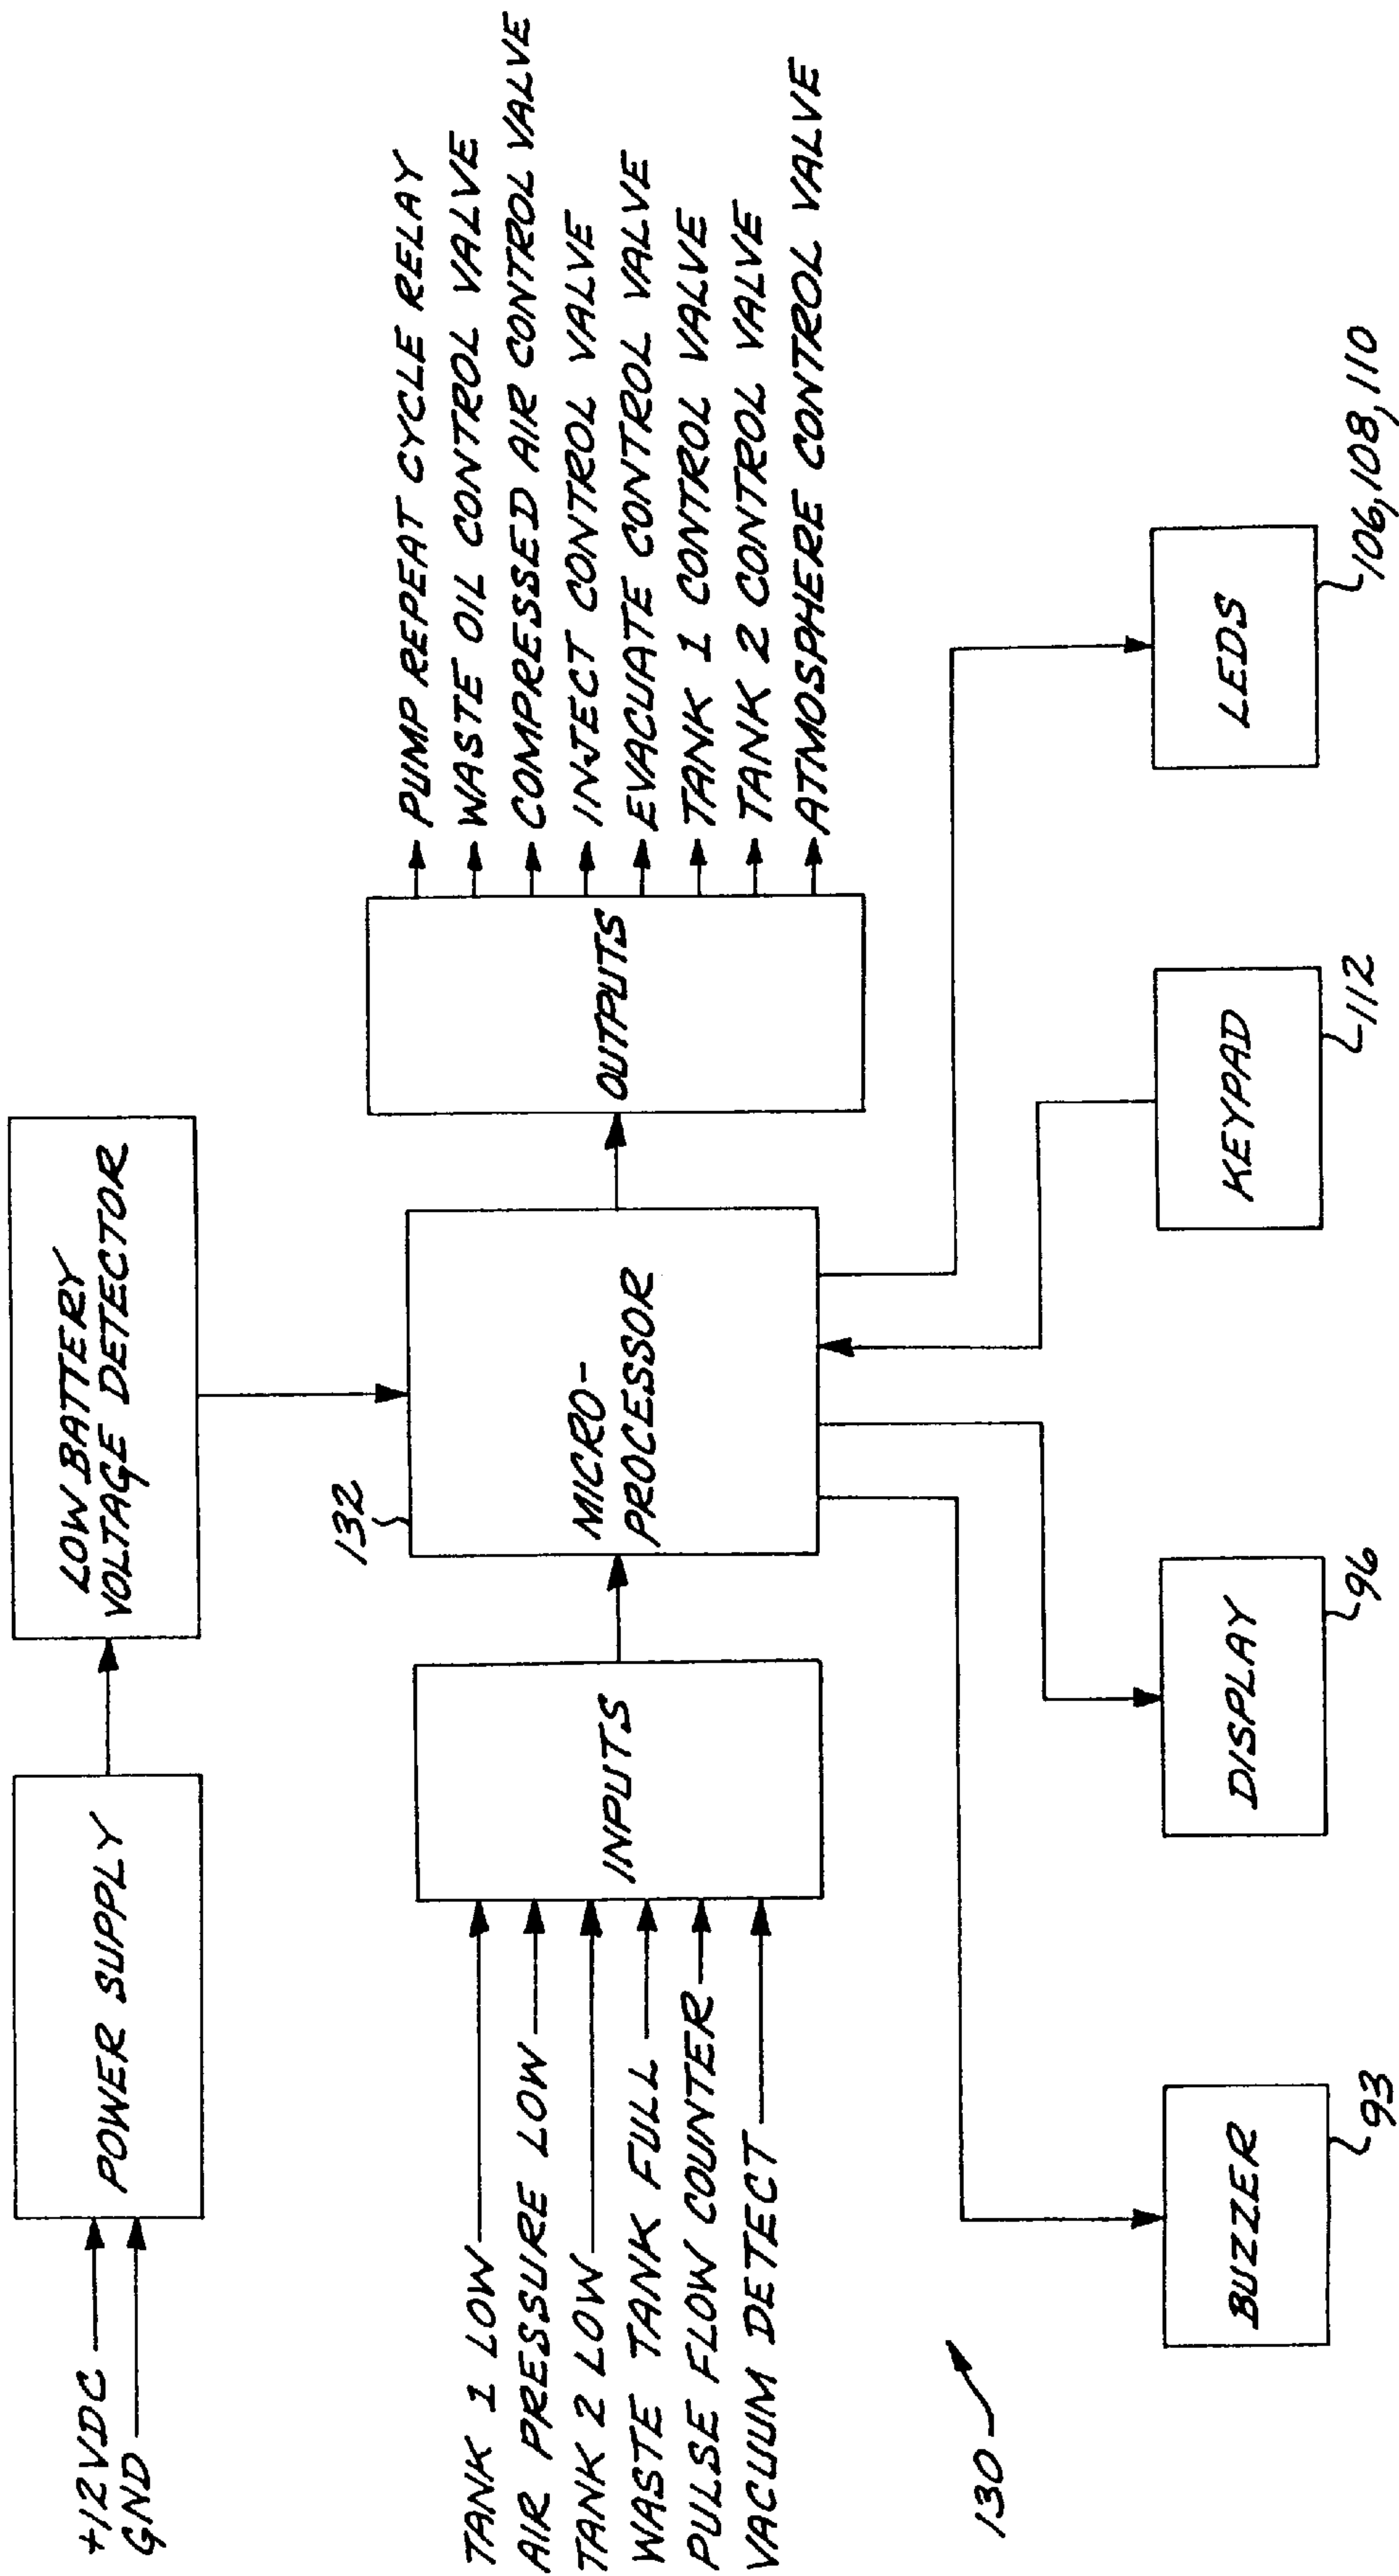 +12VDC
GND
POWER SUPPLY
LOW BATTERY
VOLTAGE DETECTOR
TANK 1 LOW
AIR PRESSURE LOW
TANK 2 LOW
WASTE TANK FULL
PULSE FLOW COUNTER
VACUUM DETECT
INPUTS
132
MICRO-
PROCESSOR
OUTPUTS
PUMP REPEAT CYCLE RELAY
WASTE OIL CONTROL VALVE
COMPRESSED AIR CONTROL VALVE
INJECT CONTROL VALVE
EVACUATE CONTROL VALVE
TANK 1 CONTROL VALVE
TANK 2 CONTROL VALVE
ATMOSPHERE CONTROL VALVE
130
BUZZER
93
DISPLAY
96
KEYPAD
112
LEDS
106,108,110